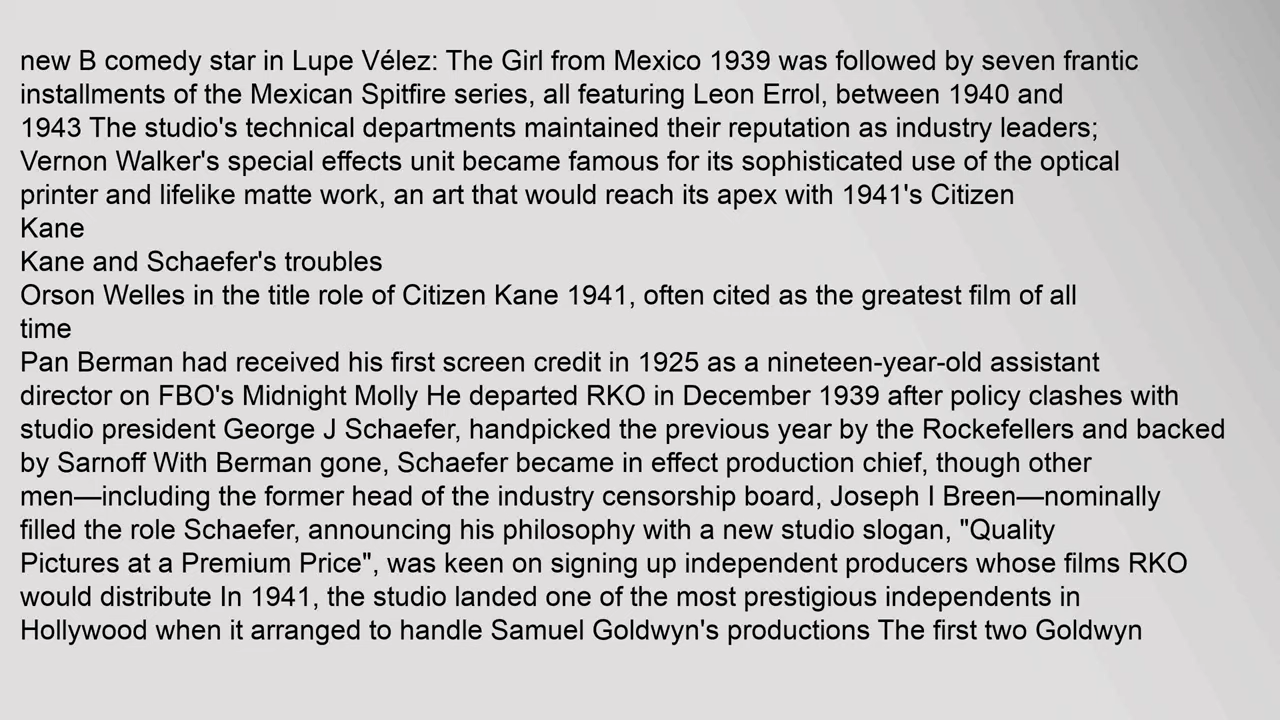 new B comedy star in Lupe Vélez: The Girl from Mexico 1939 was followed by seven frantic
installments of the Mexican Spitfire series, all featuring Leon Errol, between 1940 and
1943 The studio's technical departments maintained their reputation as industry leaders;
Vernon Walker's special effects unit became famous for its sophisticated use of the optical
printer and lifelike matte work, an art that would reach its apex with 1941's Citizen
Kane
Kane and Schaefer's troubles
Orson Welles in the title role of Citizen Kane 1941, often cited as the greatest film of all
time
Pan Berman had received his first screen credit in 1925 as a nineteen-year-old assistant
director on FBO's Midnight Molly He departed RKO in December 1939 after policy clashes with
studio president George J Schaefer, handpicked the previous year by the Rockefellers and backed
by Sarnoff With Berman gone, Schaefer became in effect production chief, though other
men—including the former head of the industry censorship board, Joseph I Breen—nominally
filled the role Schaefer, announcing his philosophy with a new studio slogan, "Quality
Pictures at a Premium Price", was keen on signing up independent producers whose films RKO
would distribute In 1941, the studio landed one of the most prestigious independents in
Hollywood when it arranged to handle Samuel Goldwyn's productions The first two Goldwyn